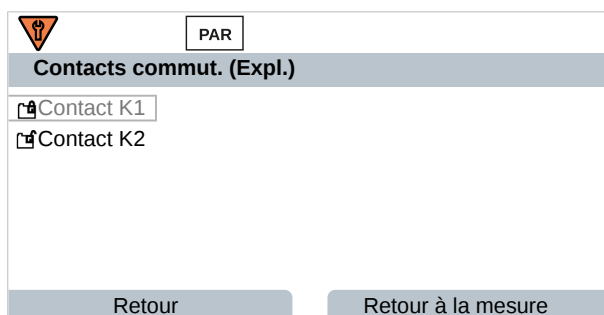 PAR
Contacts commut. (Expl.)
Contact K1
Contact K2
Retour
Retour à la mesure